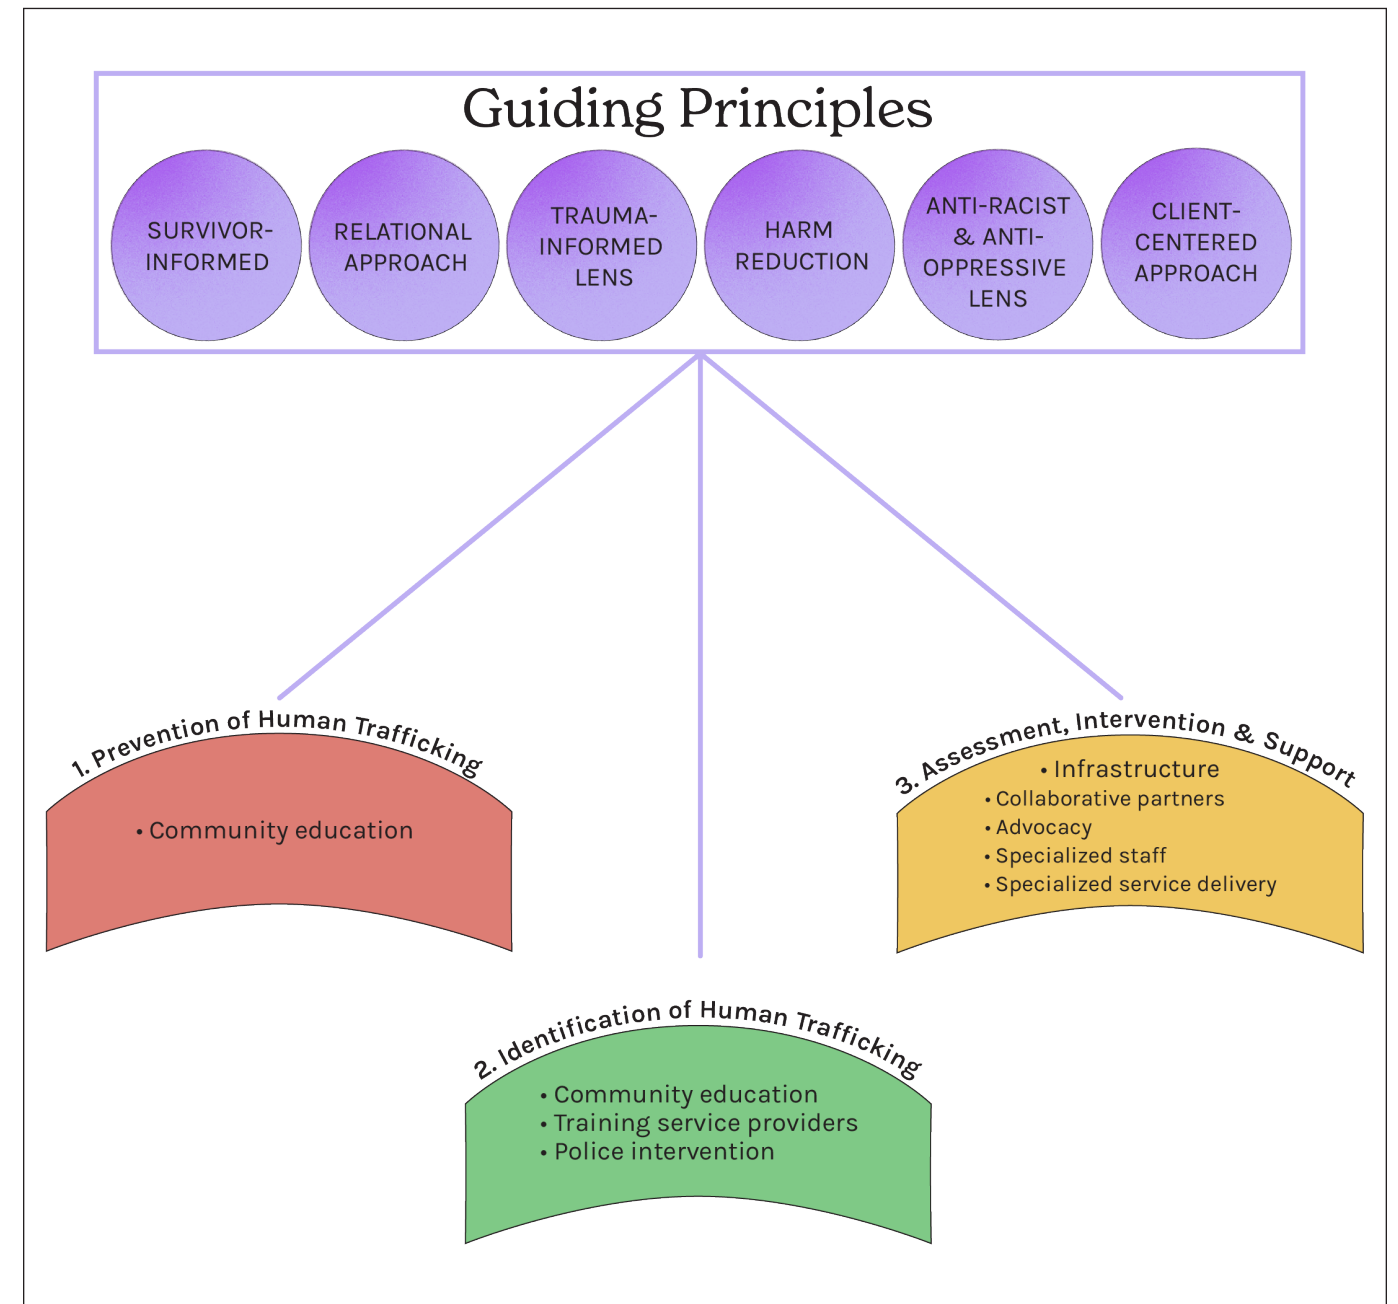 Guiding Principles
SURVIVOR-
INFORMED
RELATIONAL
APPROACH
TRAUMA-
INFORMED
LENS
HARM
REDUCTION
ANTI-RACIST
& ANTI-
OPPRESSIVE
LENS
CLIENT-
CENTERED
APPROACH
1. Prevention of Human Trafficking
• Community education
3. Assessment, Intervention & Support
• Infrastructure
• Collaborative partners
• Advocacy
• Specialized staff
• Specialized service delivery
2. Identification of Human Trafficking
• Community education
• Training service providers
• Police intervention